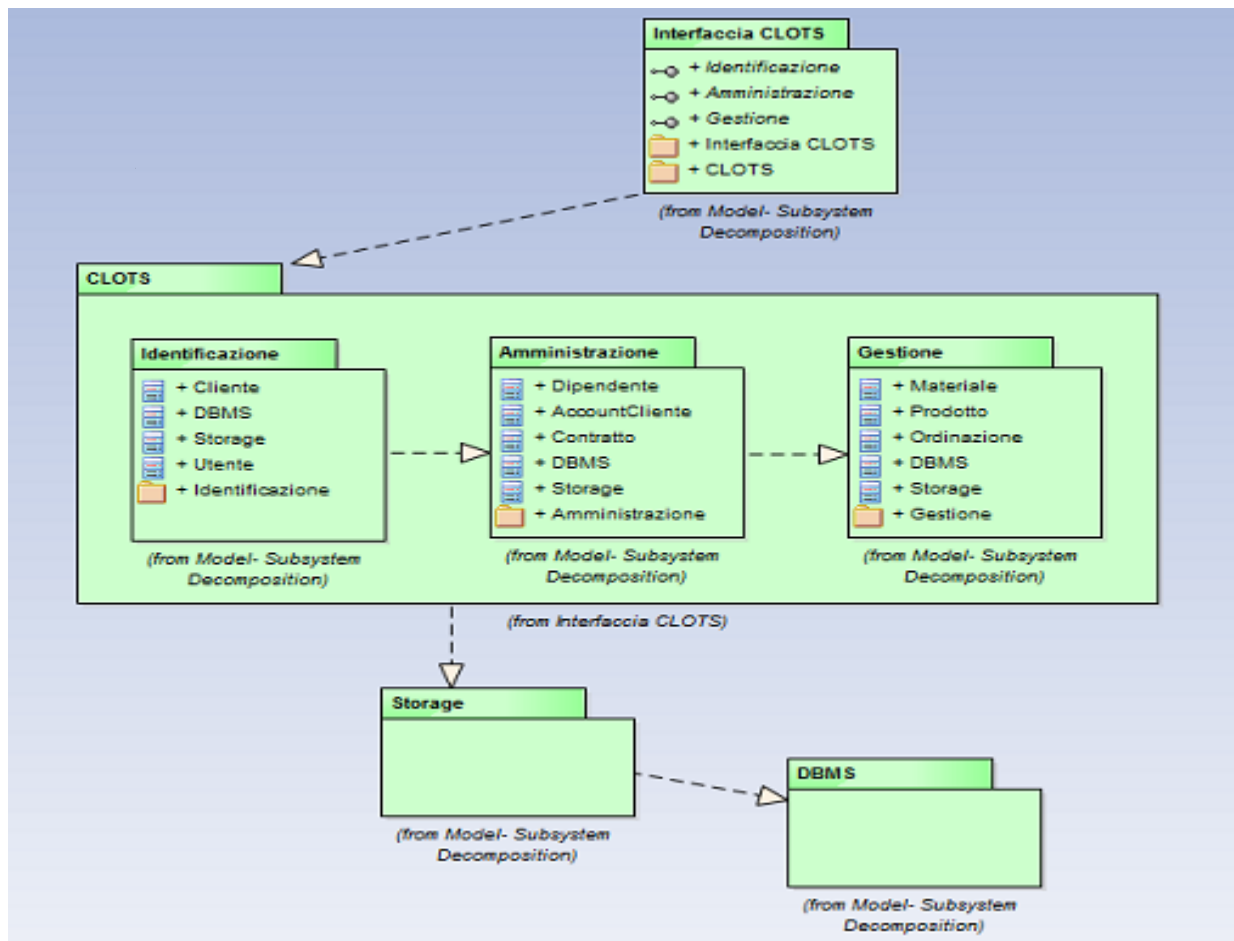 Interfaccia CLOTS
+ Identificazione
+ Amministrazione
+ Gestione
+ Interfaccia CLOTS
+ CLOTS
(from Model- Subsystem
Decomposition)
CLOTS
Identificazione
+ Cliente
+ DBMS
+ Storage
+ Utente
+ Identificazione
(from Model- Subsystem
Decomposition)
Amministrazione
+ Dipendente
+ AccountCliente
+ Contratto
+ DBMS
+ Storage
+ Amministrazione
(from Model- Subsystem
Decomposition)
Gestione
+ Materiale
+ Prodotto
+ Ordinazione
+ DBMS
+ Storage
+ Gestione
(from Model- Subsystem
Decomposition)
(from Interfaccia CLOTS)
Storage
(from Model- Subsystem
Decomposition)
DBMS
(from Model- Subsystem
Decomposition)